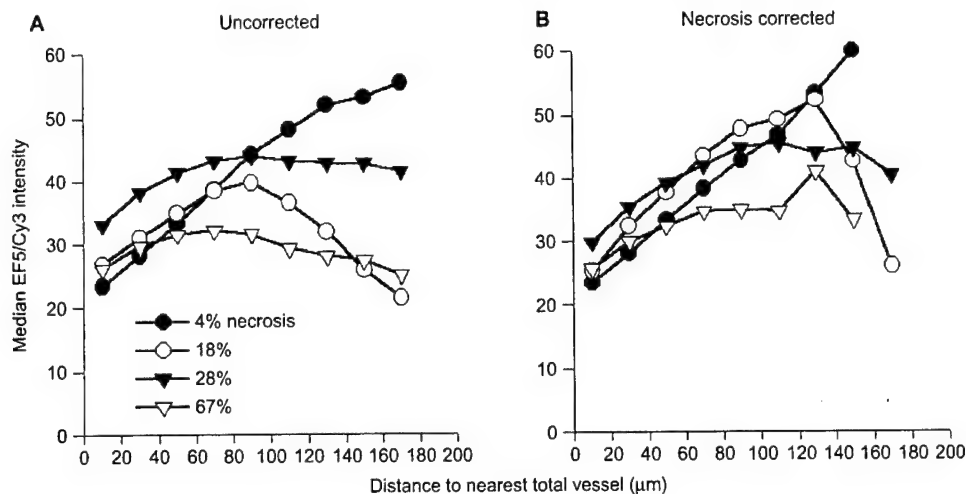 A
Uncorrected
60
50
40
30
20
10
0
Median EF5/Cy3 intensity
4% necrosis
18%
28%
67%
0 20 40 60 80 100 120 140 160 180 200
B
Necrosis corrected
60
50
40
30
20
10
0
0 20 40 60 80 100 120 140 160 180 200
Distance to nearest total vessel (μm)